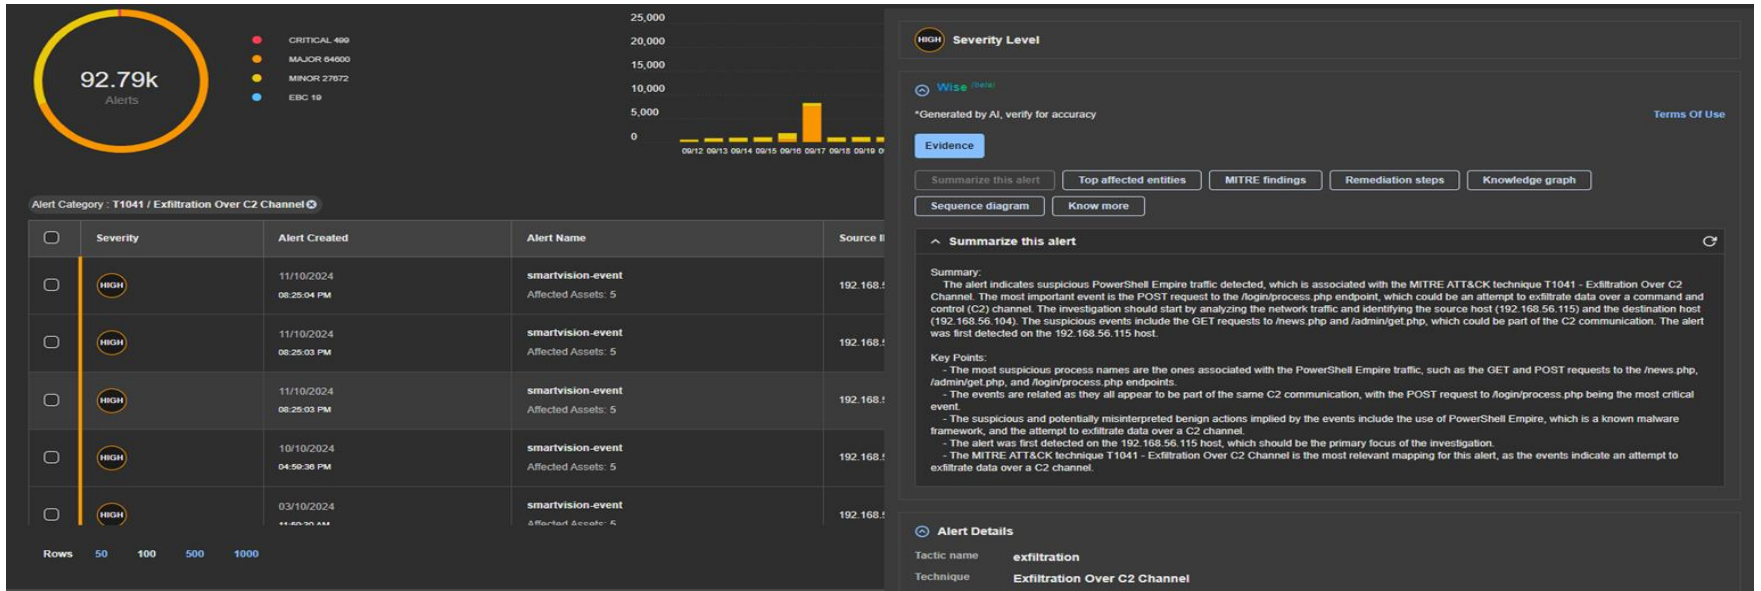 92.79k
Alerts
CRITICAL 499
MAJOR 64600
MINOR 27672
EBC 19
25,000
20,000
15,000
10,000
5,000
0
09/12 09/13 09/14 09/15 09/16 09/17 09/18 09/19
Alert Category : T1041 / Exfiltration Over C2 Channel
Severity Alert Created Alert Name Source I
HIGH 11/10/2024 smartvision-event 192.168.
08:25:04 PM Affected Assets: 5
HIGH 11/10/2024 smartvision-event 192.168.
08:25:03 PM Affected Assets: 5
HIGH 11/10/2024 smartvision-event 192.168.
08:25:03 PM Affected Assets: 5
HIGH 10/10/2024 smartvision-event 192.168.
04:59:36 PM Affected Assets: 5
HIGH 03/10/2024 smartvision-event 192.168.
Affected Assets: 5
Rows 50 100 500 1000
HIGH Severity Level
Wise (beta)
*Generated by AI, verify for accuracy Terms Of Use
Evidence
Summarize this alert Top affected entities MITRE findings Remediation steps Knowledge graph
Sequence diagram Know more
Summarize this alert
Summary:
The alert indicates suspicious PowerShell Empire traffic detected, which is associated with the MITRE ATT&CK technique T1041 - Exfiltration Over C2
Channel. The most important event is the POST request to the /login/process.php endpoint, which could be an attempt to exfiltrate data over a command and
control (C2) channel. The investigation should start by analyzing the network traffic and identifying the source host (192.168.56.115) and the destination host
(192.168.56.104). The suspicious events include the GET requests to /news.php and /admin/get.php, which could be part of the C2 communication. The alert
was first detected on the 192.168.56.115 host.
Key Points:
- The most suspicious process names are the ones associated with the PowerShell Empire traffic, such as the GET and POST requests to the /news.php,
/admin/get.php, and /login/process.php endpoints.
- The events are related as they all appear to be part of the same C2 communication, with the POST request to /login/process.php being the most critical
event.
- The suspicious and potentially misinterpreted benign actions implied by the events include the use of PowerShell Empire, which is a known malware
framework, and the attempt to exfiltrate data over a C2 channel.
- The alert was first detected on the 192.168.56.115 host, which should be the primary focus of the investigation.
- The MITRE ATT&CK technique T1041 - Exfiltration Over C2 Channel is the most relevant mapping for this alert, as the events indicate an attempt to
exfiltrate data over a C2 channel.
Alert Details
Tactic name exfiltration
Technique Exfiltration Over C2 Channel